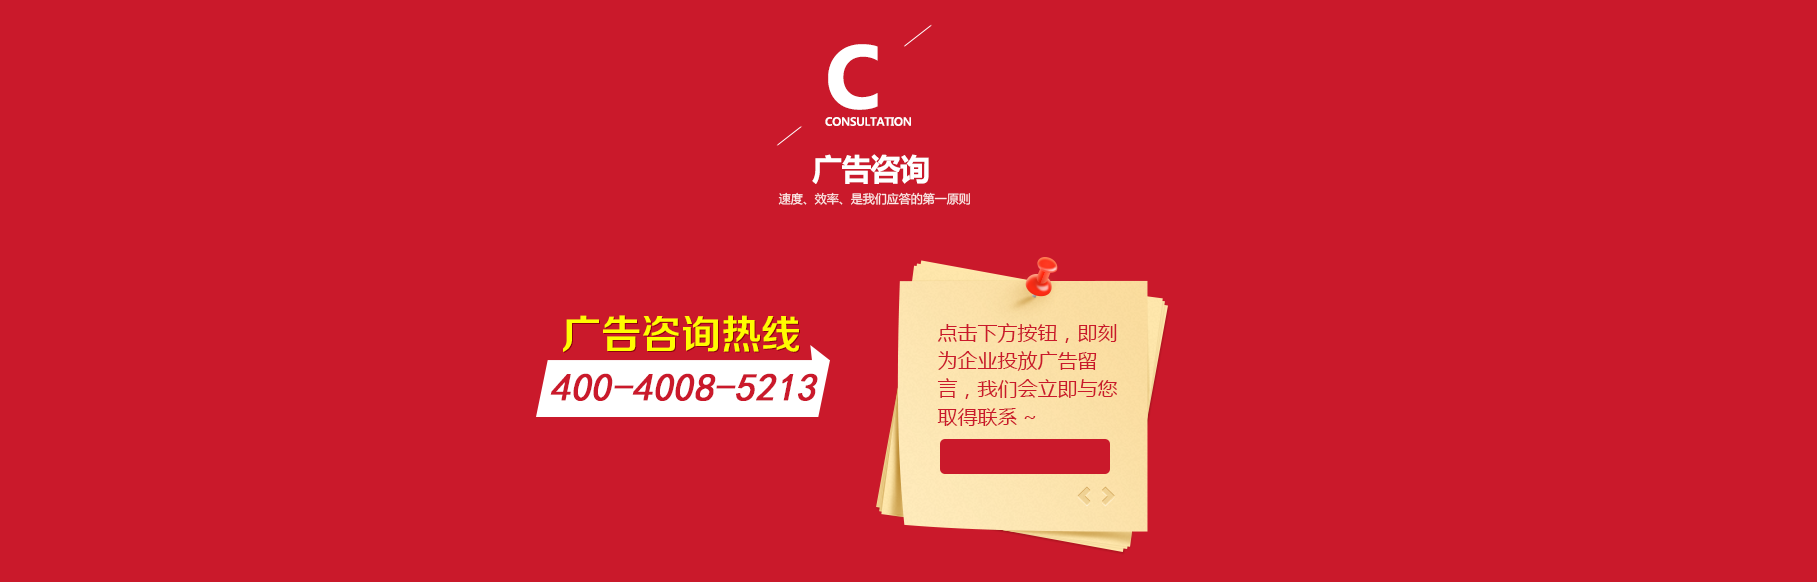 C
CONSULTATION
广告咨询
速度、效率、是我们应答的第一原则
广告咨询热线
400-4008-5213
点击下方按钮，即刻
为企业投放广告留
言，我们会立即与您
取得联系 ~